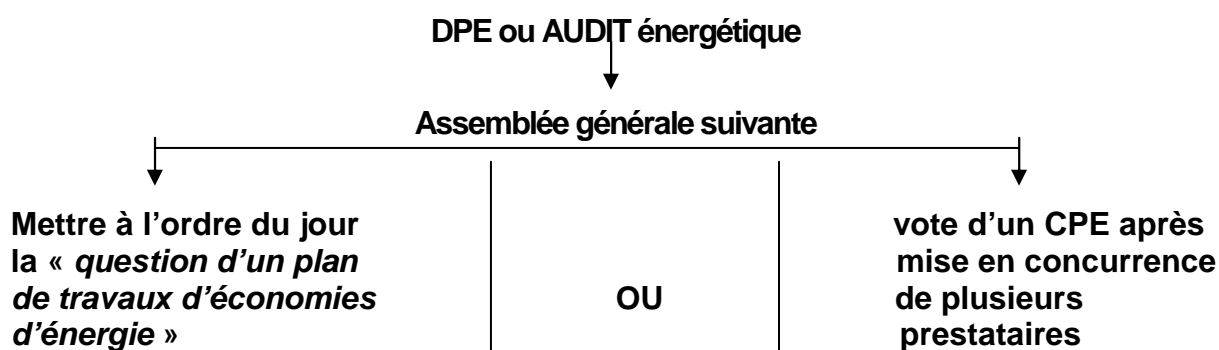 DPE ou AUDIT énergétique
Assemblée générale suivante
Mettre à l’ordre du jour
la « question d’un plan
de travaux d’économies
d’énergie »
OU
vote d’un CPE après
mise en concurrence
de plusieurs
prestataires